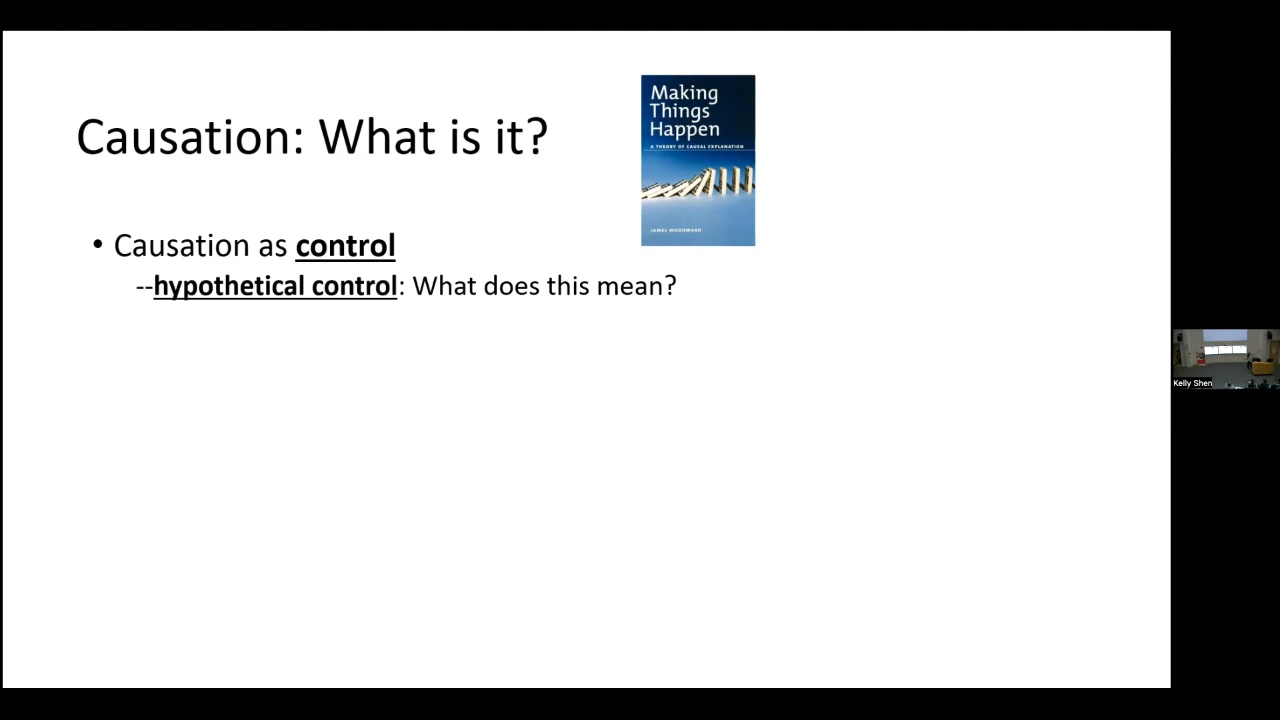 Causation: What is it?
Making
Things
Happen
A THEORY OF CAUSAL EXPLANATION
JAMES WOODWARD
• Causation as control
--hypothetical control: What does this mean?
Kelly Shen